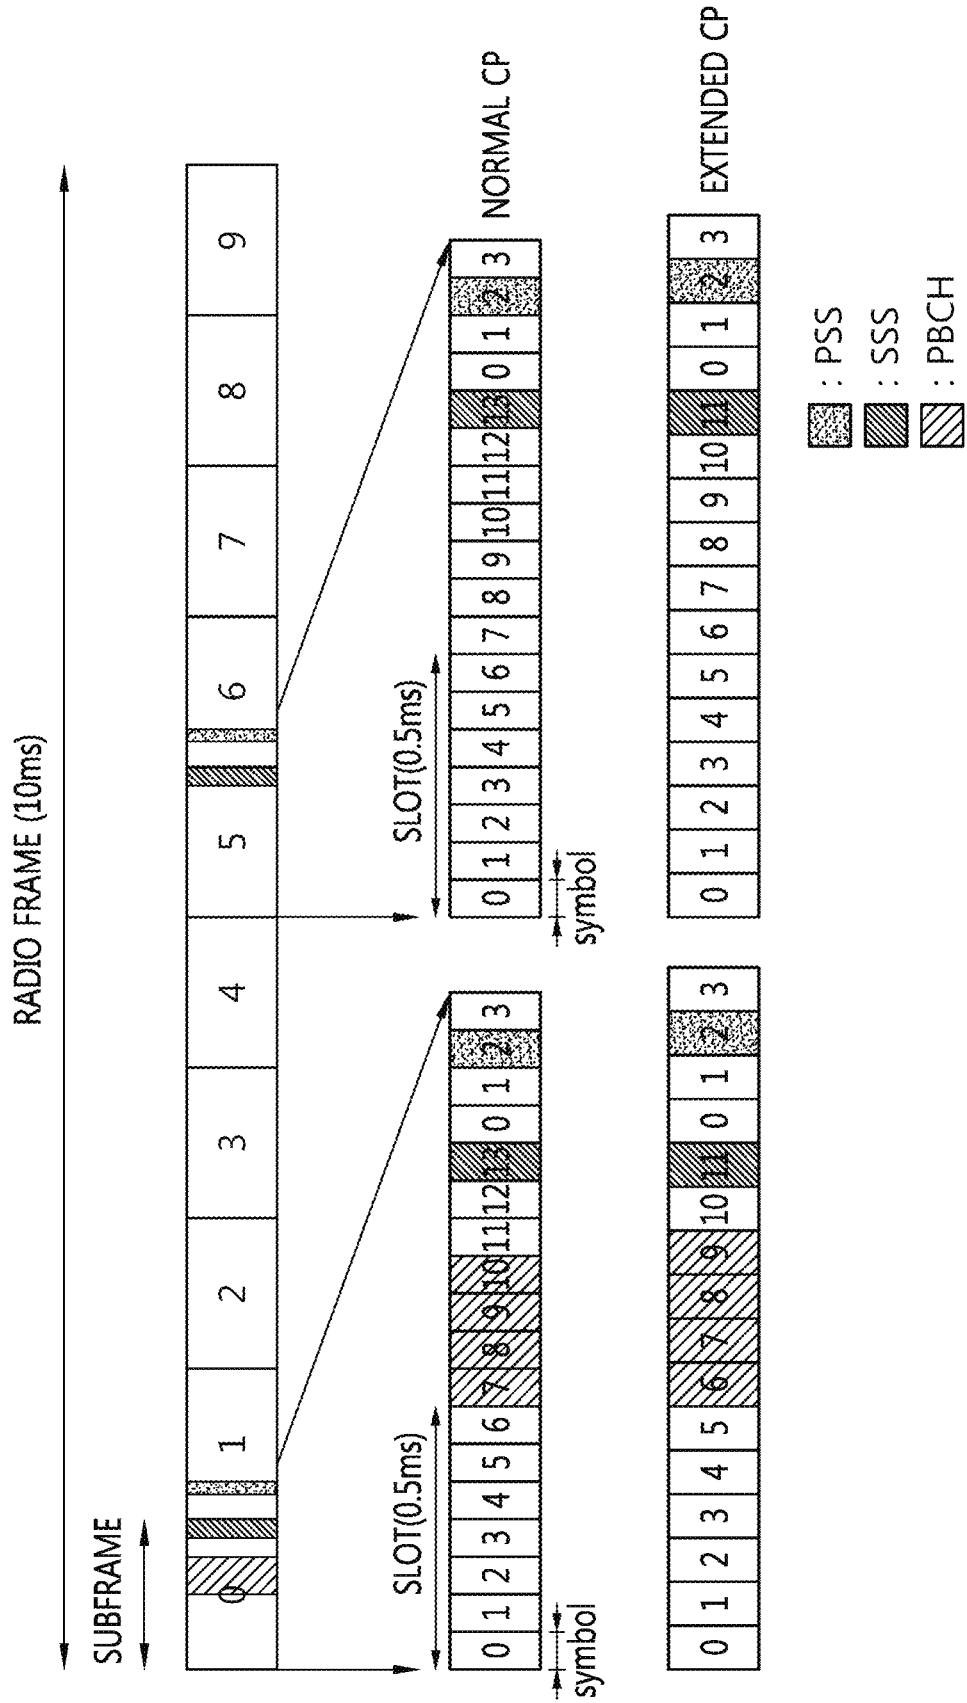 RADIO FRAME (10ms)
SUBFRAME
0 1 2 3 4 5 6 7 8 9
SLOT(0.5ms) SLOT(0.5ms)
0 1 2 3 4 5 6 7 8 9 10 11 12 13 0 1 2 3 0 1 2 3 4 5 6 7 8 9 10 11 12 13 0 1 2 3 NORMAL CP
symbol symbol
0 1 2 3 4 5 6 7 8 9 10 11 0 1 2 3 0 1 2 3 4 5 6 7 8 9 10 11 0 1 2 3 EXTENDED CP
: PSS
: SSS
: PBCH